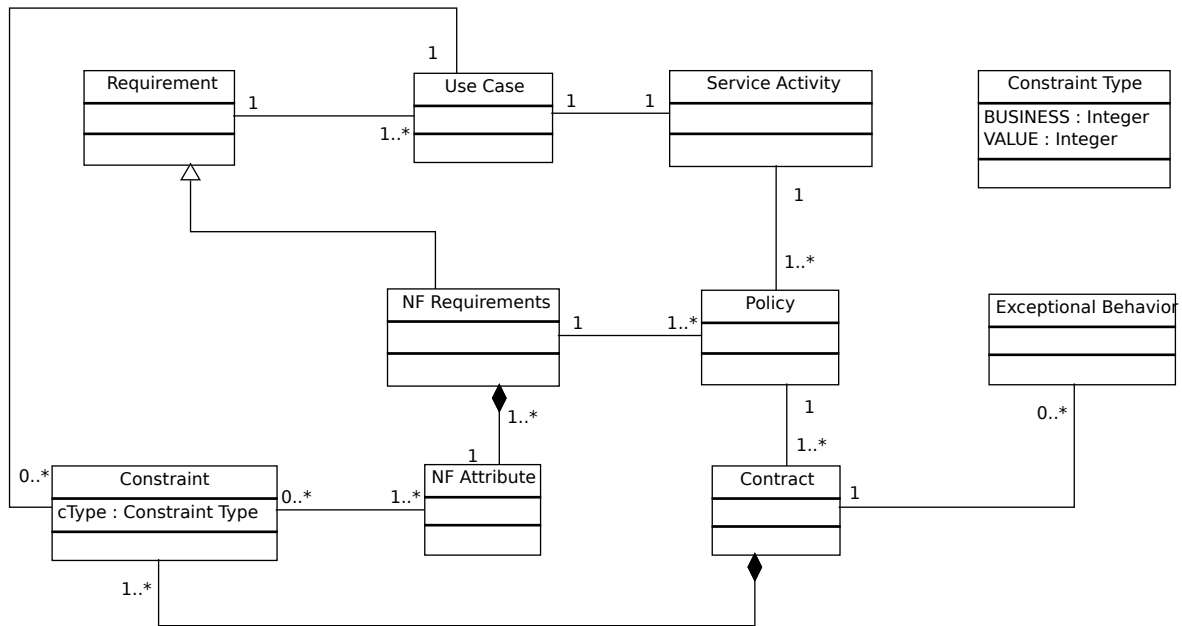 1
Requirement
Use Case
Service Activity
Constraint Type
1
1..*
1
1
BUSINESS : Integer
VALUE : Integer
1
1..*
NF Requirements
Policy
Exceptional Behavior
1
1..*
1..*
1
0..*
1..*
1
0..*
Constraint
NF Attribute
Contract
0..*
1..*
1
cType : Constraint Type
1..*